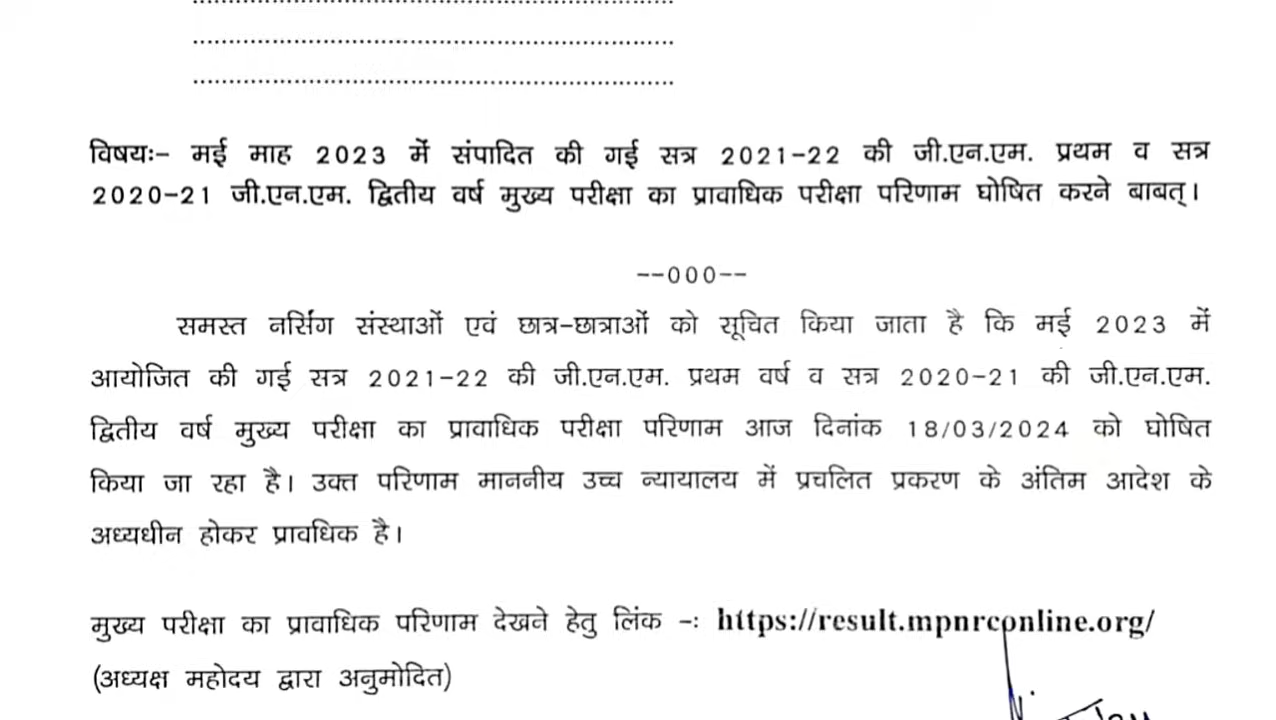 विषयः- मई माह 2023 में संपादित की गई सत्र 2021-22 की जी.एन.एम. प्रथम व सत्र
2020-21 जी.एन.एम. द्वितीय वर्ष मुख्य परीक्षा का प्रावाधिक परीक्षा परिणाम घोषित करने बाबत्।
--000--
समस्त नर्सिंग संस्थाओं एवं छात्र-छात्राओं को सूचित किया जाता है कि मई 2023 में
आयोजित की गई सत्र 2021-22 की जी.एन.एम. प्रथम वर्ष व सत्र 2020-21 की जी.एन.एम.
द्वितीय वर्ष मुख्य परीक्षा का प्रावाधिक परीक्षा परिणाम आज दिनांक 18/03/2024 को घोषित
किया जा रहा है। उक्त परिणाम माननीय उच्च न्यायालय में प्रचलित प्रकरण के अंतिम आदेश के
अध्यधीन होकर प्रावधिक है।
मुख्य परीक्षा का प्रावाधिक परिणाम देखने हेतु लिंक -: https://result.mpnrconline.org/
(अध्यक्ष महोदय द्वारा अनुमोदित)